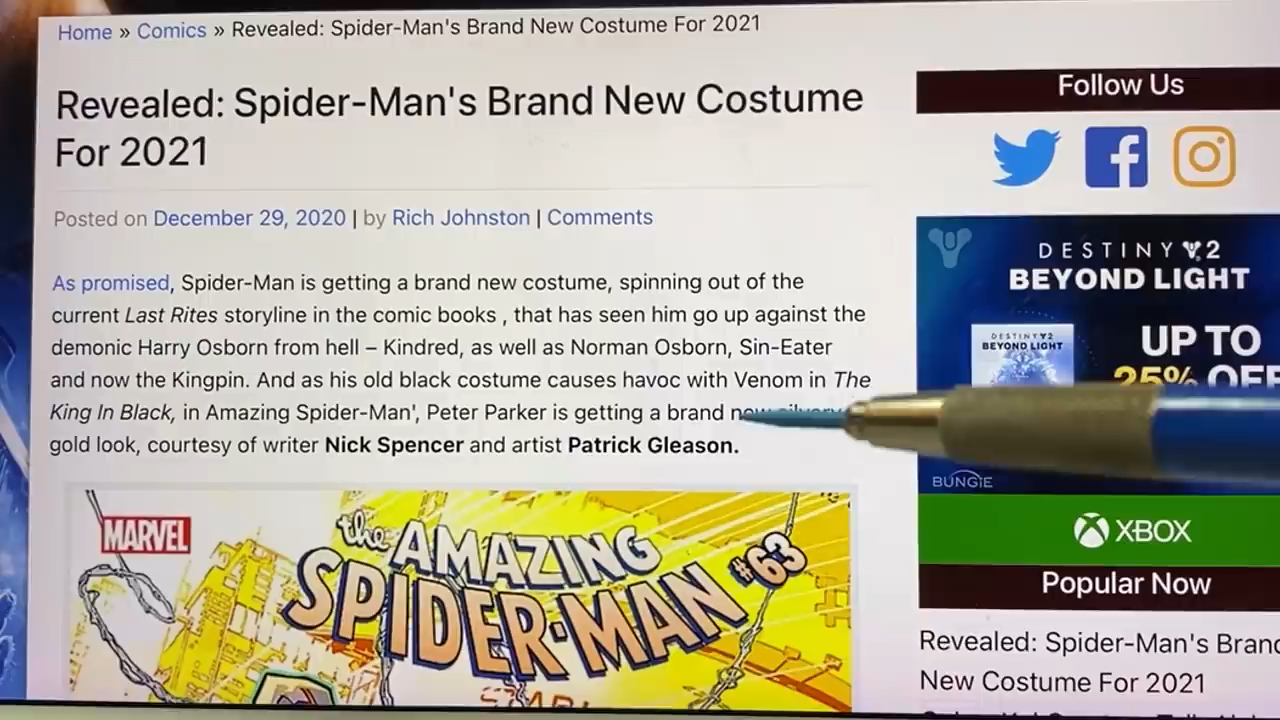 Home » Comics » Revealed: Spider-Man's Brand New Costume For 2021
Revealed: Spider-Man's Brand New Costume
For 2021
Posted on December 29, 2020 | by Rich Johnston | Comments
As promised, Spider-Man is getting a brand new costume, spinning out of the
current Last Rites storyline in the comic books , that has seen him go up against the
demonic Harry Osborn from hell – Kindred, as well as Norman Osborn, Sin-Eater
and now the Kingpin. And as his old black costume causes havoc with Venom in The
King In Black, in Amazing Spider-Man', Peter Parker is getting a brand new
gold look, courtesy of writer Nick Spencer and artist Patrick Gleason.
MARVEL
the AMAZING
SPIDER-MAN #63
Follow Us
DESTINY 2
BEYOND LIGHT
DESTINY 2
BEYOND LIGHT
UP TO
25% OFF
BUNGIE
XBOX
Popular Now
Revealed: Spider-Man's Brand
New Costume For 2021